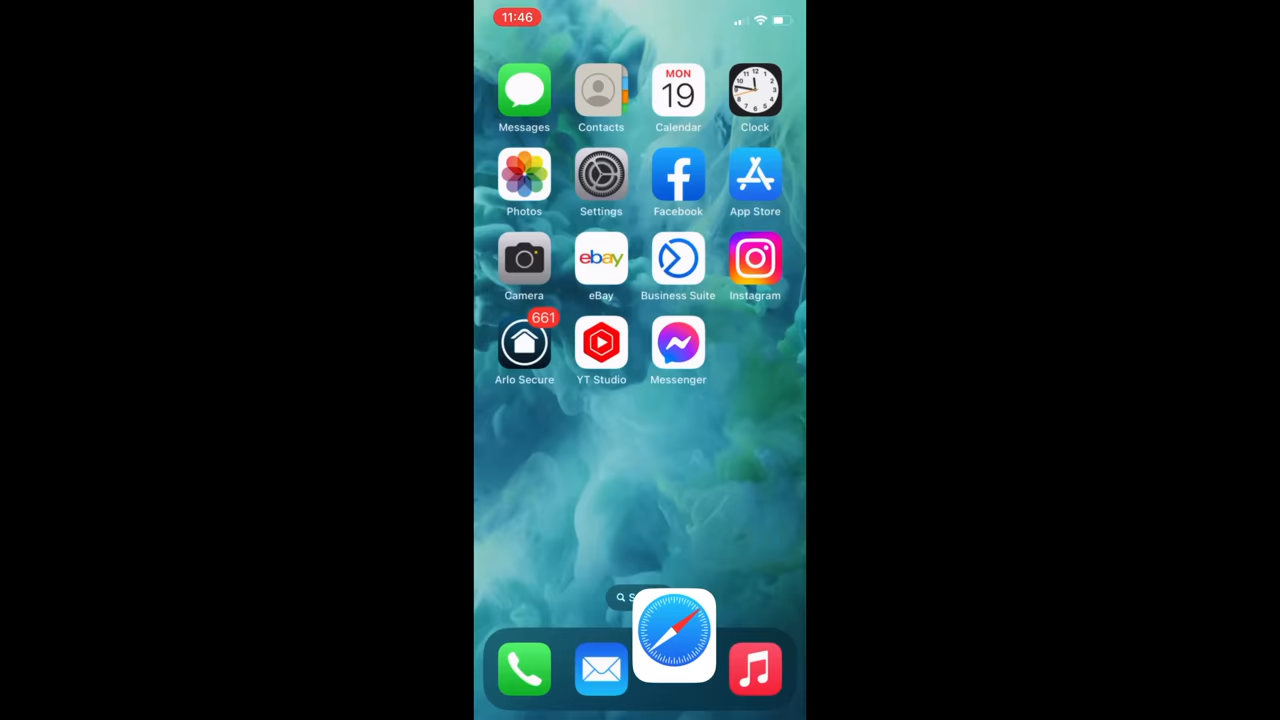 11:46
MON
19
Messages Contacts Calendar Clock
Photos Settings Facebook App Store
ebay
Camera eBay Business Suite Instagram
661
Arlo Secure YT Studio Messenger